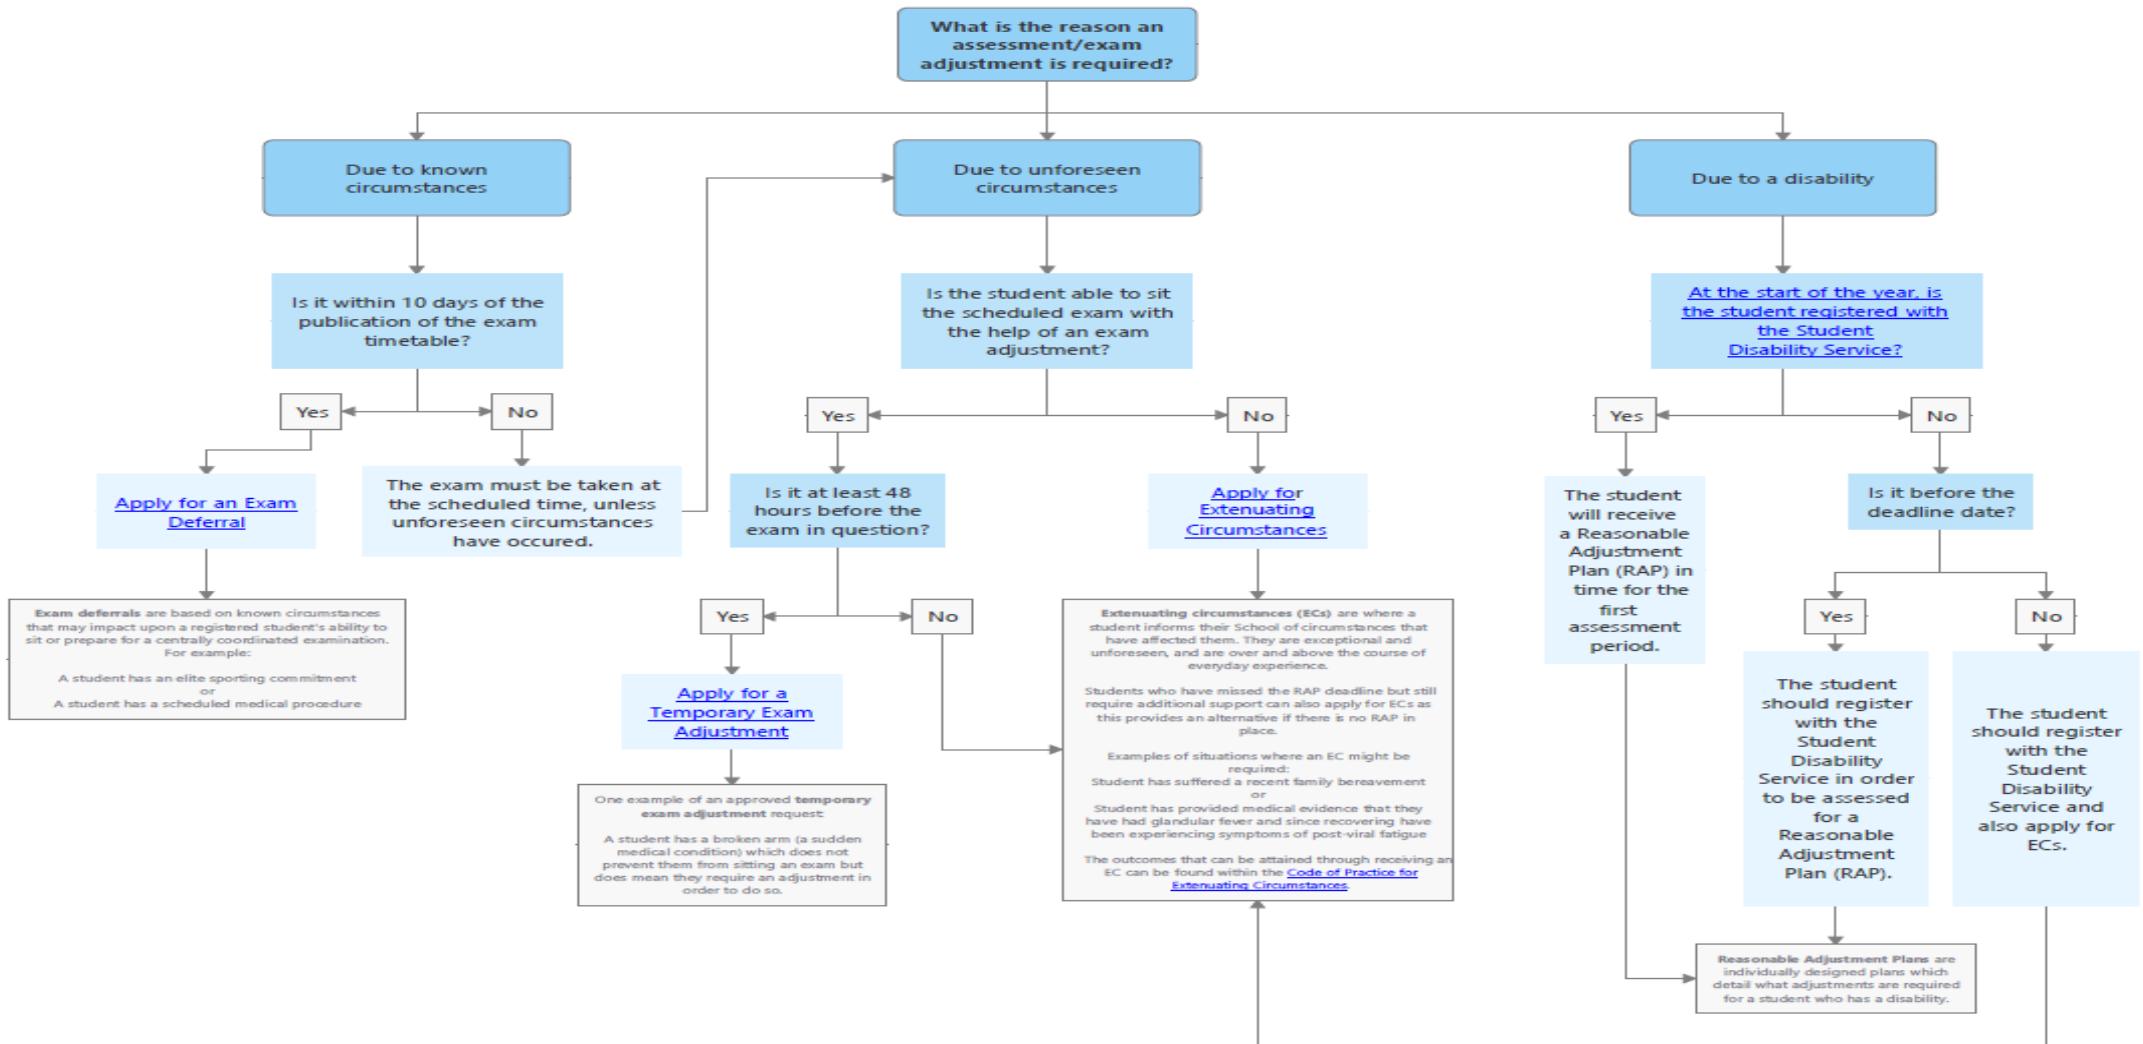 What is the reason an
assessment/exam
adjustment is required?
Due to known
circumstances
Due to unforeseen
circumstances
Due to a disability
Is it within 10 days of the
publication of the exam
timetable?
Yes
No
Apply for an Exam
Deferral
The exam must be taken at
the scheduled time, unless
unforeseen circumstances
have occured.
Exam deferrals are based on known circumstances
that may impact upon a registered student's ability to
sit or prepare for a centrally coordinated examination.
For example:
A student has an elite sporting commitment
or
A student has a scheduled medical procedure
Is the student able to sit
the scheduled exam with
the help of an exam
adjustment?
Yes
No
Is it at least 48
hours before the
exam in question?
Yes
No
Apply for a
Temporary Exam
Adjustment
One example of an approved temporary
exam adjustment request:
A student has a broken arm (a sudden
medical condition) which does not
prevent them from sitting an exam but
does mean they require an adjustment in
order to do so.
Apply for
Extenuating
Circumstances
Extenuating circumstances (ECs) are where a
student informs their School of circumstances that
have affected them. They are exceptional and
unforeseen, and are over and above the course of
everyday experience.
Students who have missed the RAP deadline but still
require additional support can also apply for ECs as
this provides an alternative if there is no RAP in
place.
Examples of situations where an EC might be
required:
Student has suffered a recent family bereavement
or
Student has provided medical evidence that they
have had glandular fever and since recovering have
been experiencing symptoms of post-viral fatigue
The outcomes that can be attained through receiving an
EC can be found within the Code of Practice for
Extenuating Circumstances.
At the start of the year, is
the student registered with
the Student
Disability Service?
Yes
No
The student
will receive
a Reasonable
Adjustment
Plan (RAP) in
time for the
first
assessment
period.
Is it before the
deadline date?
Yes
No
The student
should register
with the
Student
Disability
Service in order
to be assessed
for a
Reasonable
Adjustment
Plan (RAP).
The student
should register
with the
Student
Disability
Service and
also apply for
ECs.
Reasonable Adjustment Plans are
individually designed plans which
detail what adjustments are required
for a student who has a disability.